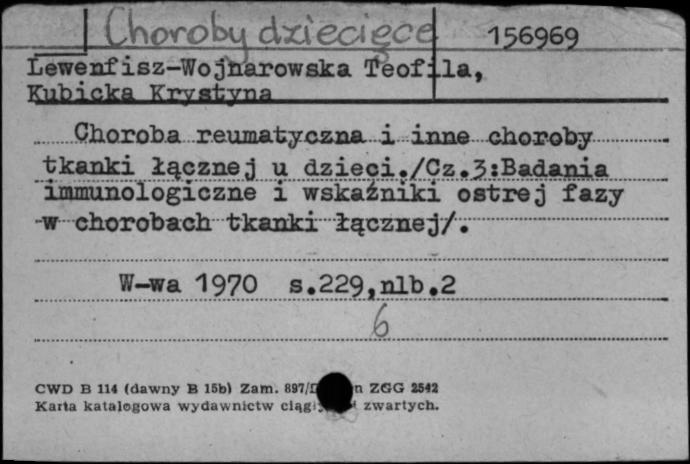 Choroby dziecięce 156969
Lewenfisz-Wojnarowska Teofila,
Kubicka Krystyna
Choroba reumatyczna i inne choroby
tkanki łącznej u dzieci./Cz.3:Badania
immunologiczne i wskaźniki ostrej fazy
w chorobach tkanki łącznej/.
W-wa 1970 s.229,nlb.2
6
CWD B 114 (dawny B 15b) Zam. ZGG 2542
Karta katalogowa wydawnictw zwartych.